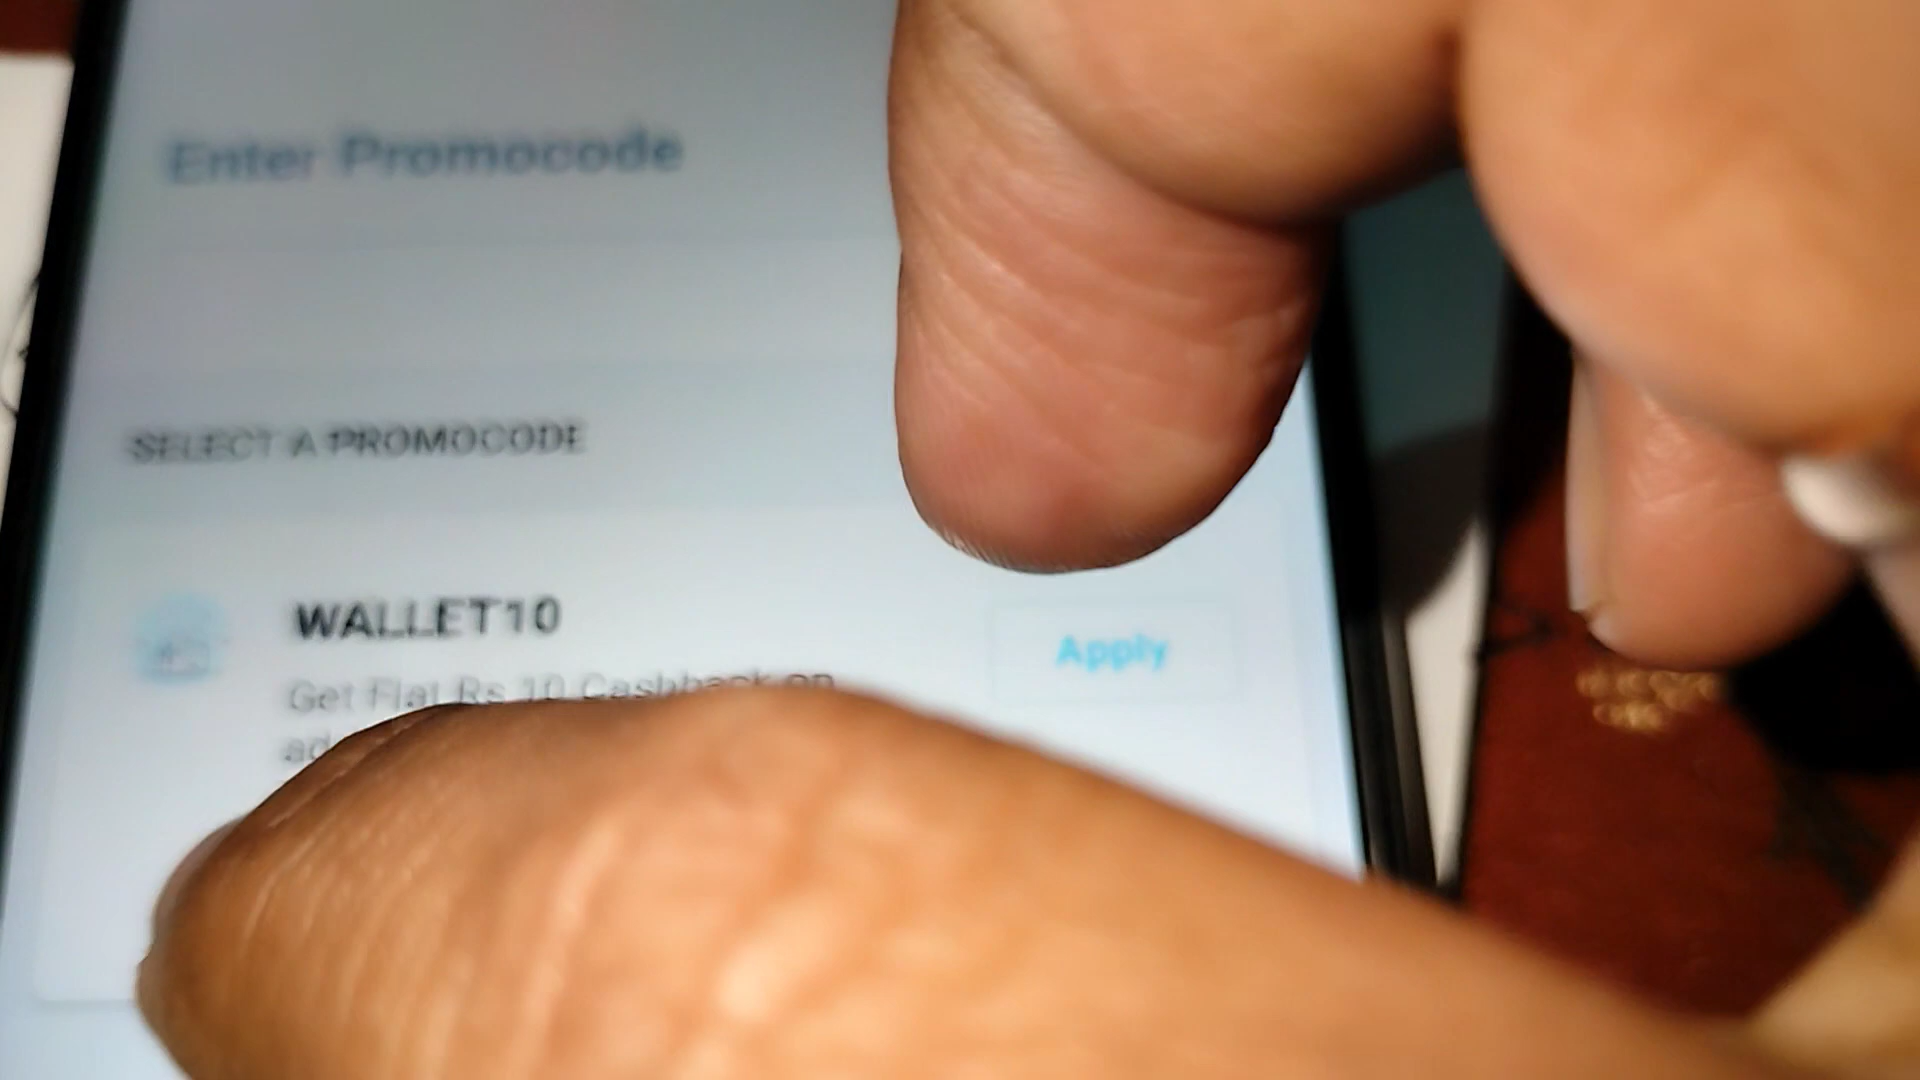 Enter Promocode
SELECT A PROMOCODE
WALLET10
Apply
Get Flat Rs 10 Cashback on